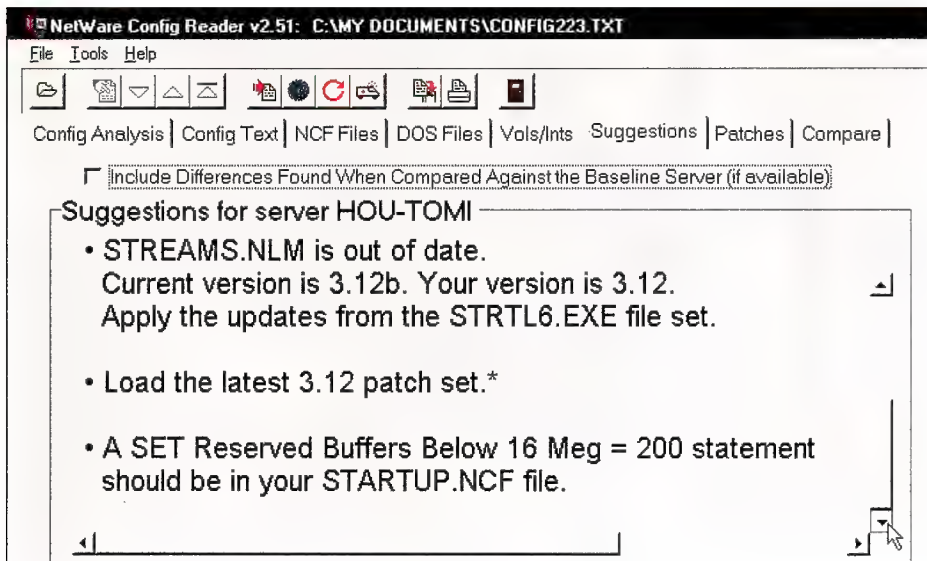 NetWare Config Reader v2.51: C:\MY DOCUMENTS\CONFIG223.TXT
File Tools Help
Config Analysis Config Text NCF Files DOS Files Vols/Ints Suggestions Patches Compare
Include Differences Found When Compared Against the Baseline Server (if available)
Suggestions for server HOU-TOMI
• STREAMS.NLM is out of date.
Current version is 3.12b. Your version is 3.12.
Apply the updates from the STRTL6.EXE file set.
• Load the latest 3.12 patch set.*
• A SET Reserved Buffers Below 16 Meg = 200 statement
should be in your STARTUP.NCF file.